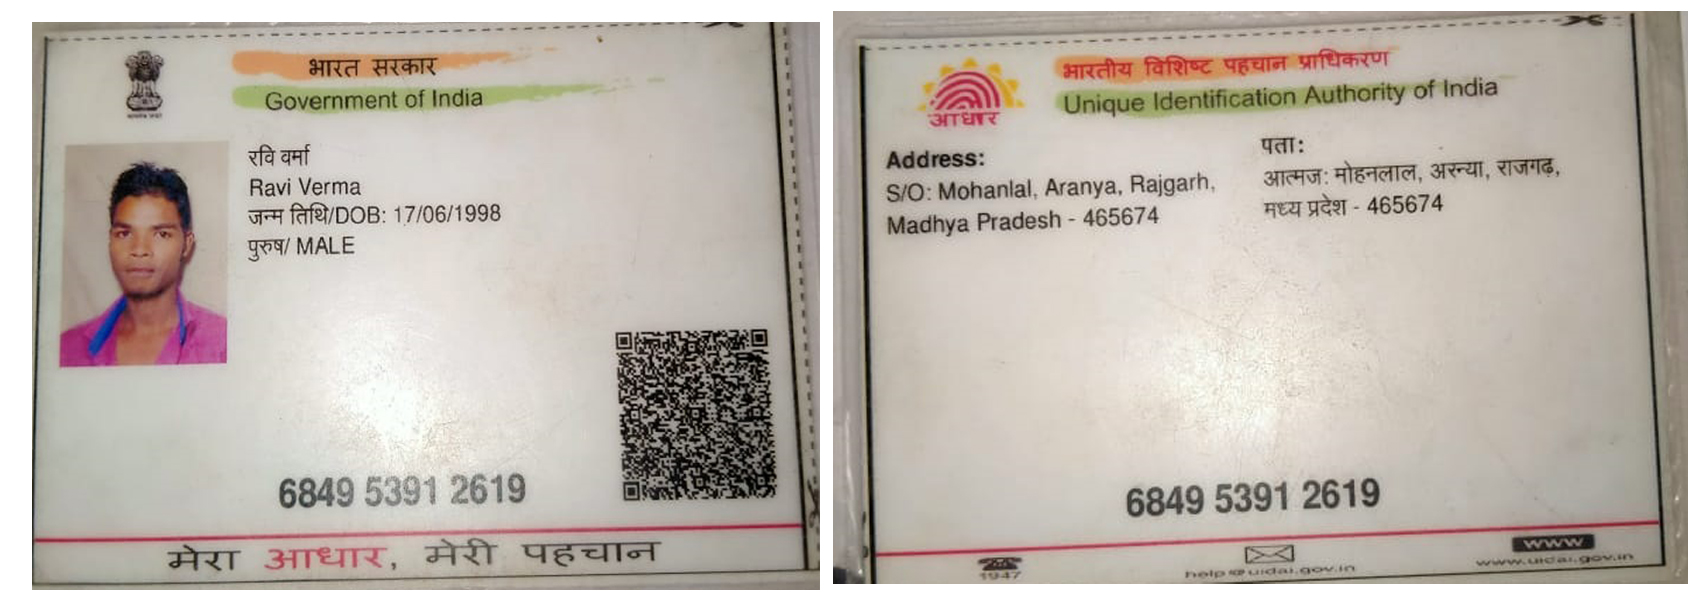 भारत सरकार
Government of India
रवि वर्मा
Ravi Verma
जन्म तिथि/DOB: 17/06/1998
पुरुष/ MALE
6849 5391 2619
मेरा आधार, मेरी पहचान
भारतीय विशिष्ट पहचान प्राधिकरण
Unique Identification Authority of India
आधार
Address:
S/O: Mohanlal, Aranya, Rajgarh,
Madhya Pradesh - 465674
पता:
आत्मज: मोहनलाल, अरन्या, राजगढ़,
मध्य प्रदेश - 465674
6849 5391 2619
1947
help@uidai.gov.in
www
www.uidai.gov.in